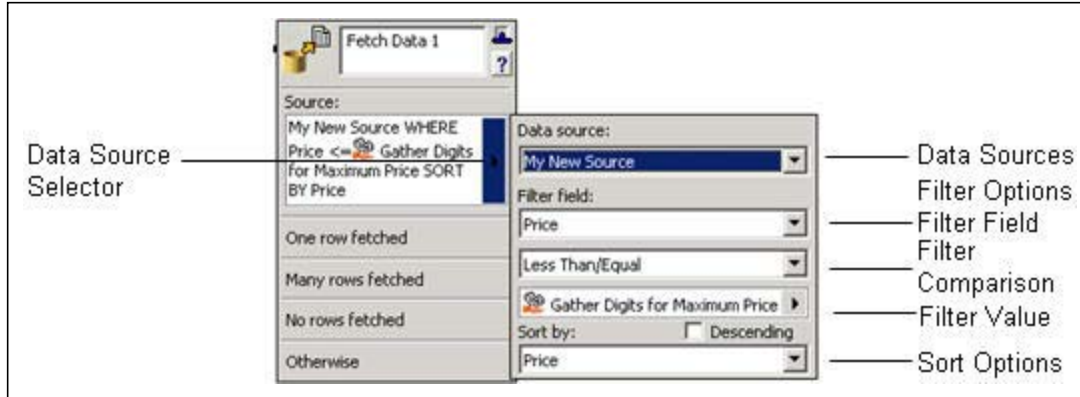 Fetch Data 1
?
Source:
My New Source WHERE
Price <= Gather Digits
for Maximum Price SORT
BY Price
One row fetched
Many rows fetched
No rows fetched
Otherwise
Data Source
Selector
Data source:
My New Source
Filter field:
Price
Less Than/Equal
Gather Digits for Maximum Price
Sort by:
Descending
Price
Data Sources
Filter Options
Filter Field
Filter
Comparison
Filter Value
Sort Options